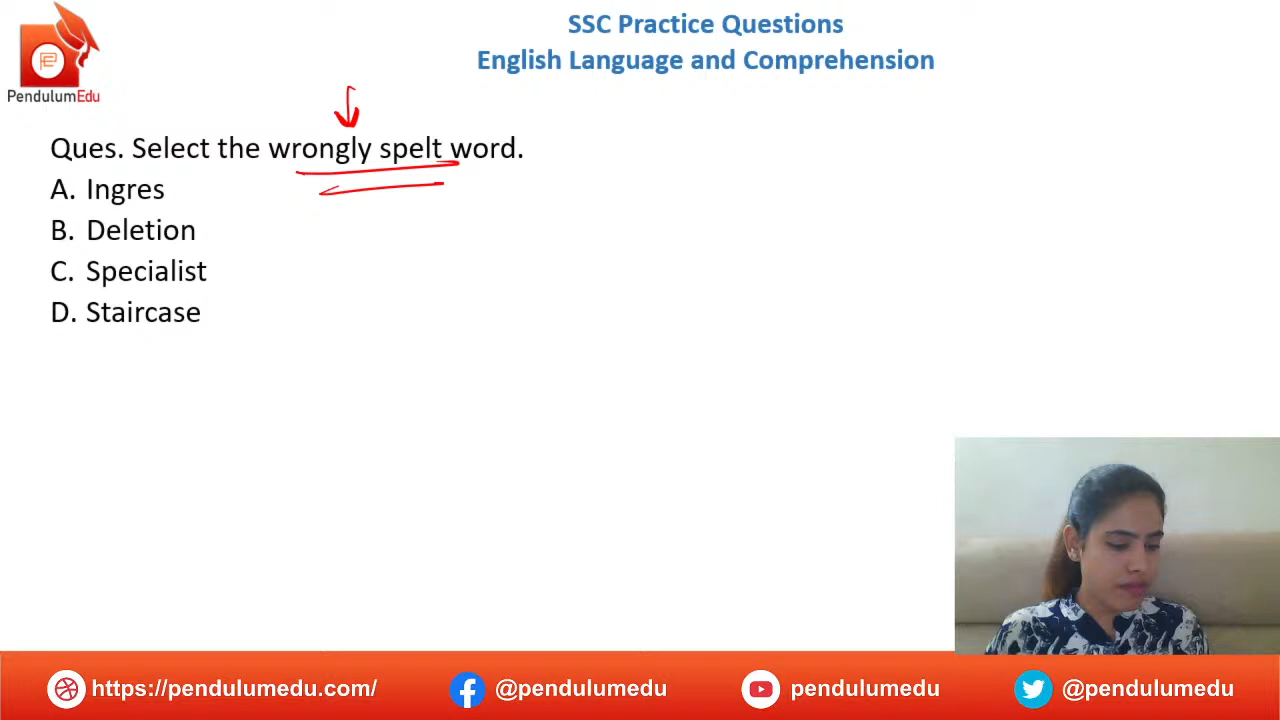 SSC Practice Questions
English Language and Comprehension
PendulumEdu
Ques. Select the wrongly spelt word.
A. Ingres
B. Deletion
C. Specialist
D. Staircase
https://pendulumedu.com/ @pendulumedu pendulumedu @pendulumedu